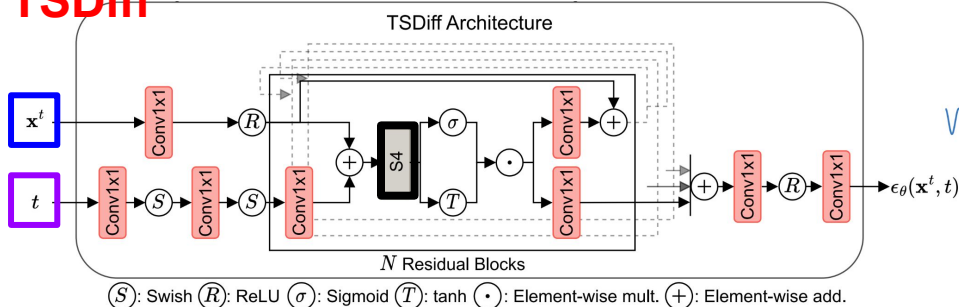 TSDiff
TSDiff Architecture
x^t
Conv1x1
R
t
Conv1x1
S
Conv1x1
S
Conv1x1
+
S4
σ
T
·
Conv1x1
+
Conv1x1
+
Conv1x1
R
Conv1x1
ϵ_θ(x^t, t)
N Residual Blocks
(S): Swish (R): ReLU (σ): Sigmoid (T): tanh (·): Element-wise mult. (+): Element-wise add.